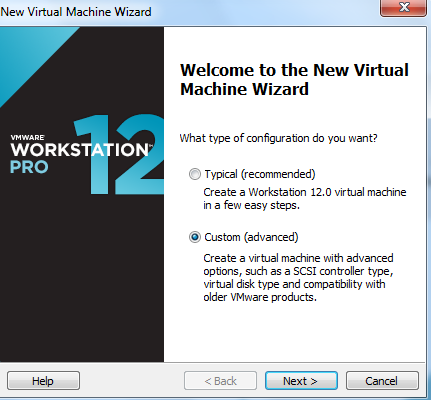 New Virtual Machine Wizard
Welcome to the New Virtual
Machine Wizard
VMWARE
WORKSTATION™
PRO
12
What type of configuration do you want?
Typical (recommended)
Create a Workstation 12.0 virtual machine
in a few easy steps.
Custom (advanced)
Create a virtual machine with advanced
options, such as a SCSI controller type,
virtual disk type and compatibility with
older VMware products.
Help
< Back
Next >
Cancel